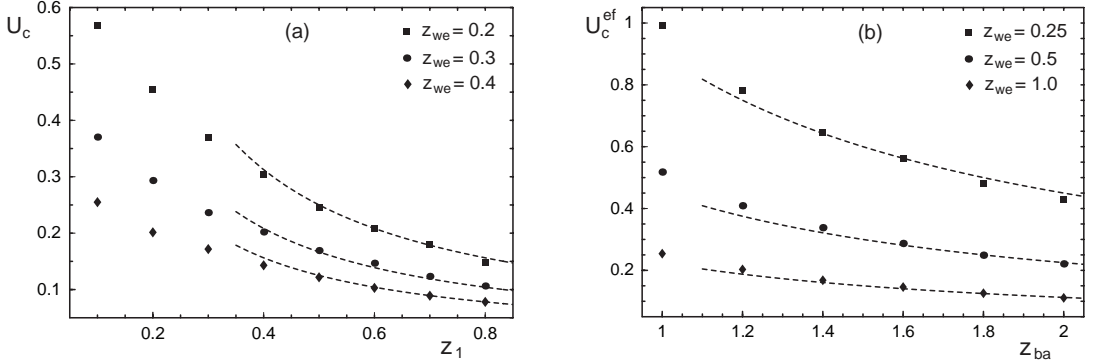 U_c
0.6
0.5
0.4
0.3
0.2
0.1
(a)
z_we = 0.2
z_we = 0.3
z_we = 0.4
0.2 0.4 0.6 0.8
z_1
U_c^ef
1
0.8
0.6
0.4
0.2
(b)
z_we = 0.25
z_we = 0.5
z_we = 1.0
1 1.2 1.4 1.6 1.8 2
z_ba